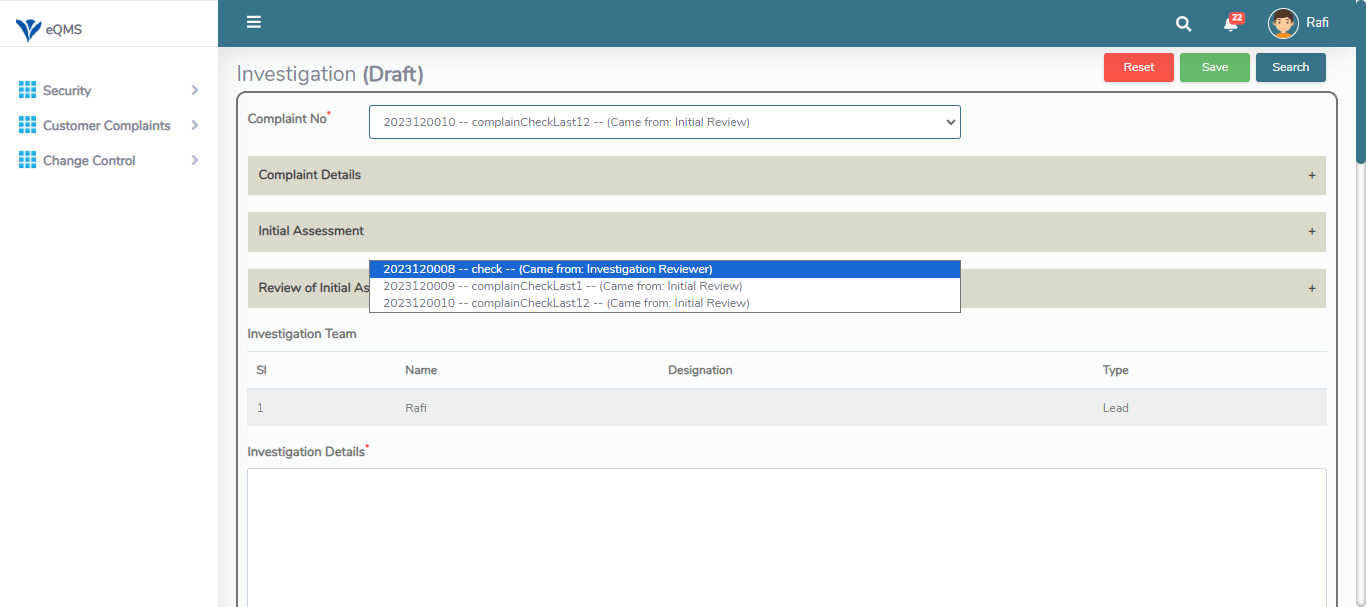 eQMS
22
Rafi
Security
Customer Complaints
Change Control
Investigation (Draft)
Reset
Save
Search
Complaint No*
2023120010 -- complainCheckLast12 -- (Came from: Initial Review)
Complaint Details
+
Initial Assessment
+
2023120008 -- check -- (Came from: Investigation Reviewer)
2023120009 -- complainCheckLast1 -- (Came from: Initial Review)
2023120010 -- complainCheckLast12 -- (Came from: Initial Review)
Review of Initial As
+
Investigation Team
Sl Name Designation Type
1 Rafi Lead
Investigation Details*